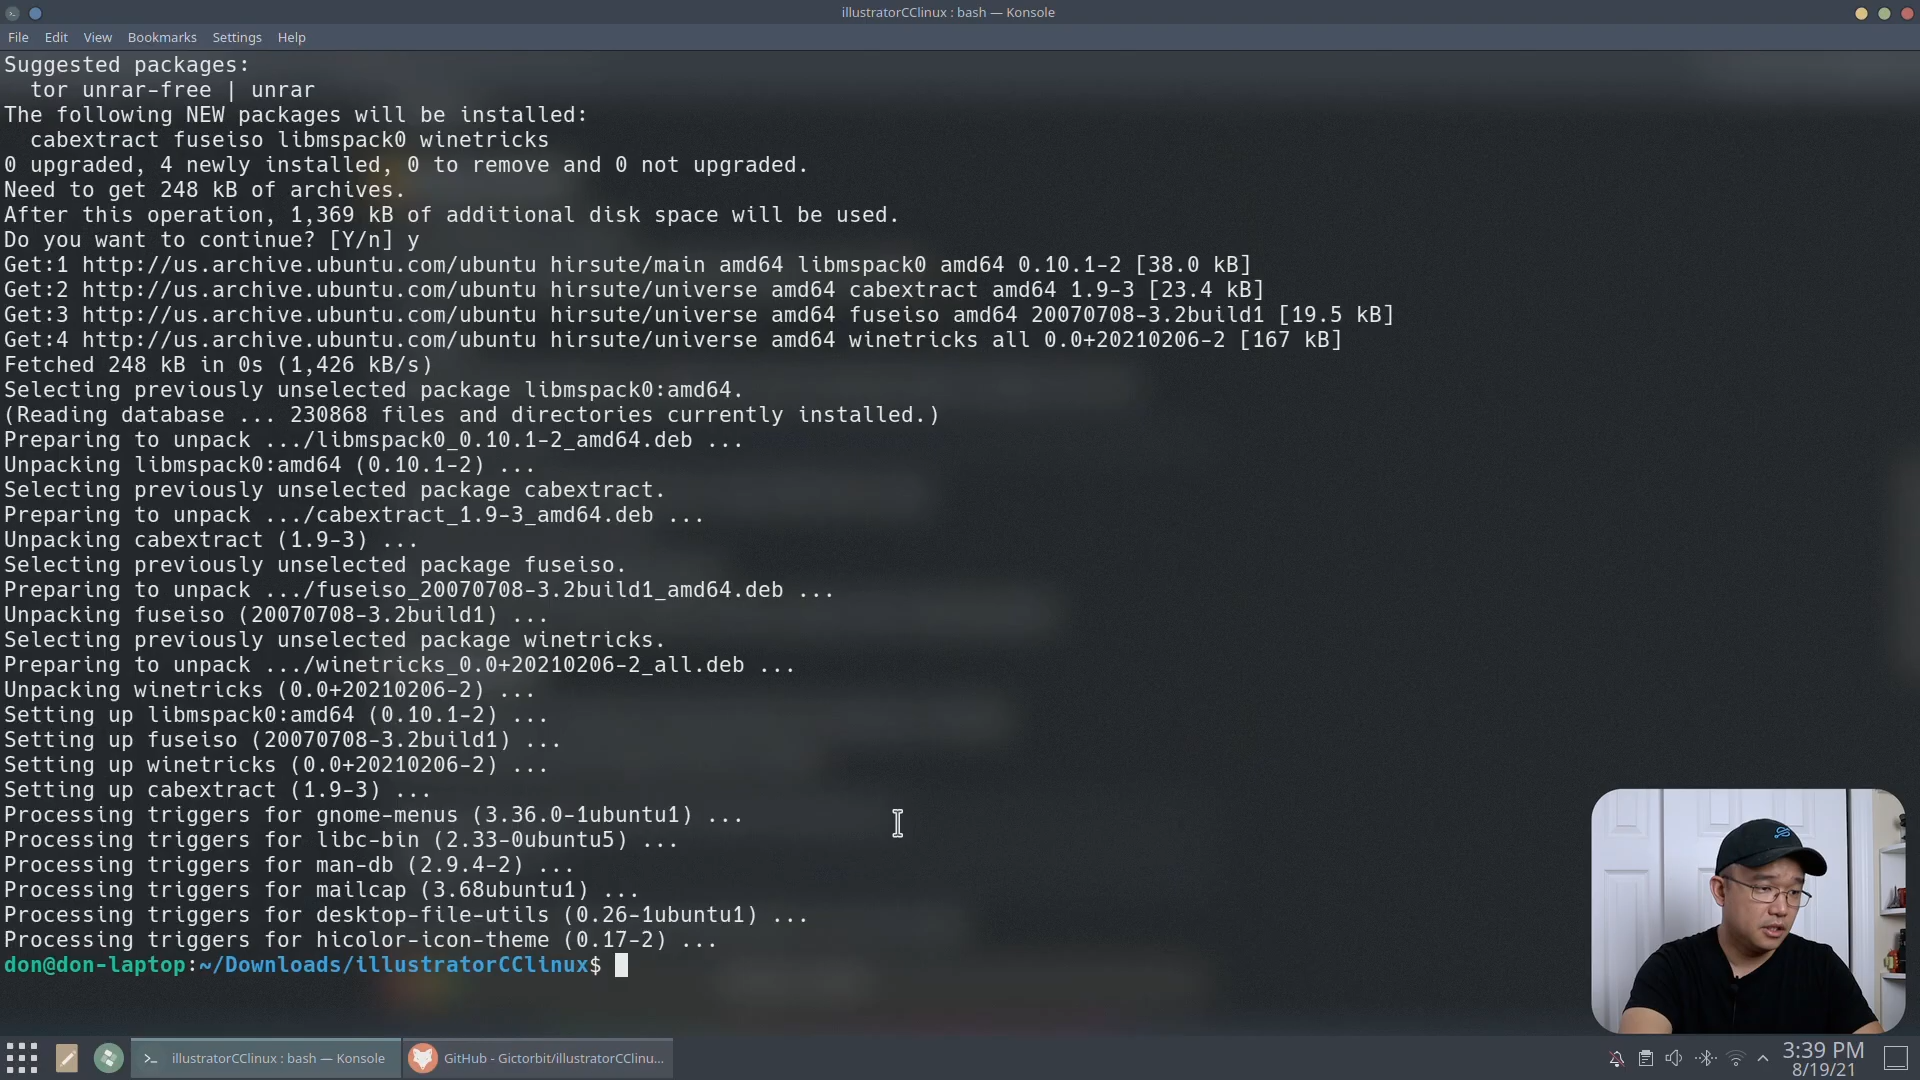 illustratorCClinux : bash — Konsole
File Edit View Bookmarks Settings Help
Suggested packages:
  tor unrar-free | unrar
The following NEW packages will be installed:
  cabextract fuseiso libmspack0 winetricks
0 upgraded, 4 newly installed, 0 to remove and 0 not upgraded.
Need to get 248 kB of archives.
After this operation, 1,369 kB of additional disk space will be used.
Do you want to continue? [Y/n] y
Get:1 http://us.archive.ubuntu.com/ubuntu hirsute/main amd64 libmspack0 amd64 0.10.1-2 [38.0 kB]
Get:2 http://us.archive.ubuntu.com/ubuntu hirsute/universe amd64 cabextract amd64 1.9-3 [23.4 kB]
Get:3 http://us.archive.ubuntu.com/ubuntu hirsute/universe amd64 fuseiso amd64 20070708-3.2build1 [19.5 kB]
Get:4 http://us.archive.ubuntu.com/ubuntu hirsute/universe amd64 winetricks all 0.0+20210206-2 [167 kB]
Fetched 248 kB in 0s (1,426 kB/s)
Selecting previously unselected package libmspack0:amd64.
(Reading database ... 230868 files and directories currently installed.)
Preparing to unpack .../libmspack0_0.10.1-2_amd64.deb ...
Unpacking libmspack0:amd64 (0.10.1-2) ...
Selecting previously unselected package cabextract.
Preparing to unpack .../cabextract_1.9-3_amd64.deb ...
Unpacking cabextract (1.9-3) ...
Selecting previously unselected package fuseiso.
Preparing to unpack .../fuseiso_20070708-3.2build1_amd64.deb ...
Unpacking fuseiso (20070708-3.2build1) ...
Selecting previously unselected package winetricks.
Preparing to unpack .../winetricks_0.0+20210206-2_all.deb ...
Unpacking winetricks (0.0+20210206-2) ...
Setting up libmspack0:amd64 (0.10.1-2) ...
Setting up fuseiso (20070708-3.2build1) ...
Setting up winetricks (0.0+20210206-2) ...
Setting up cabextract (1.9-3) ...
Processing triggers for gnome-menus (3.36.0-1ubuntu1) ...
Processing triggers for libc-bin (2.33-0ubuntu5) ...
Processing triggers for man-db (2.9.4-2) ...
Processing triggers for mailcap (3.68ubuntu1) ...
Processing triggers for desktop-file-utils (0.26-1ubuntu1) ...
Processing triggers for hicolor-icon-theme (0.17-2) ...
don@don-laptop:~/Downloads/illustratorCClinux$
illustratorCClinux : bash — Konsole
GitHub - Gictorbit/illustratorCClinu...
3:39 PM
8/19/21